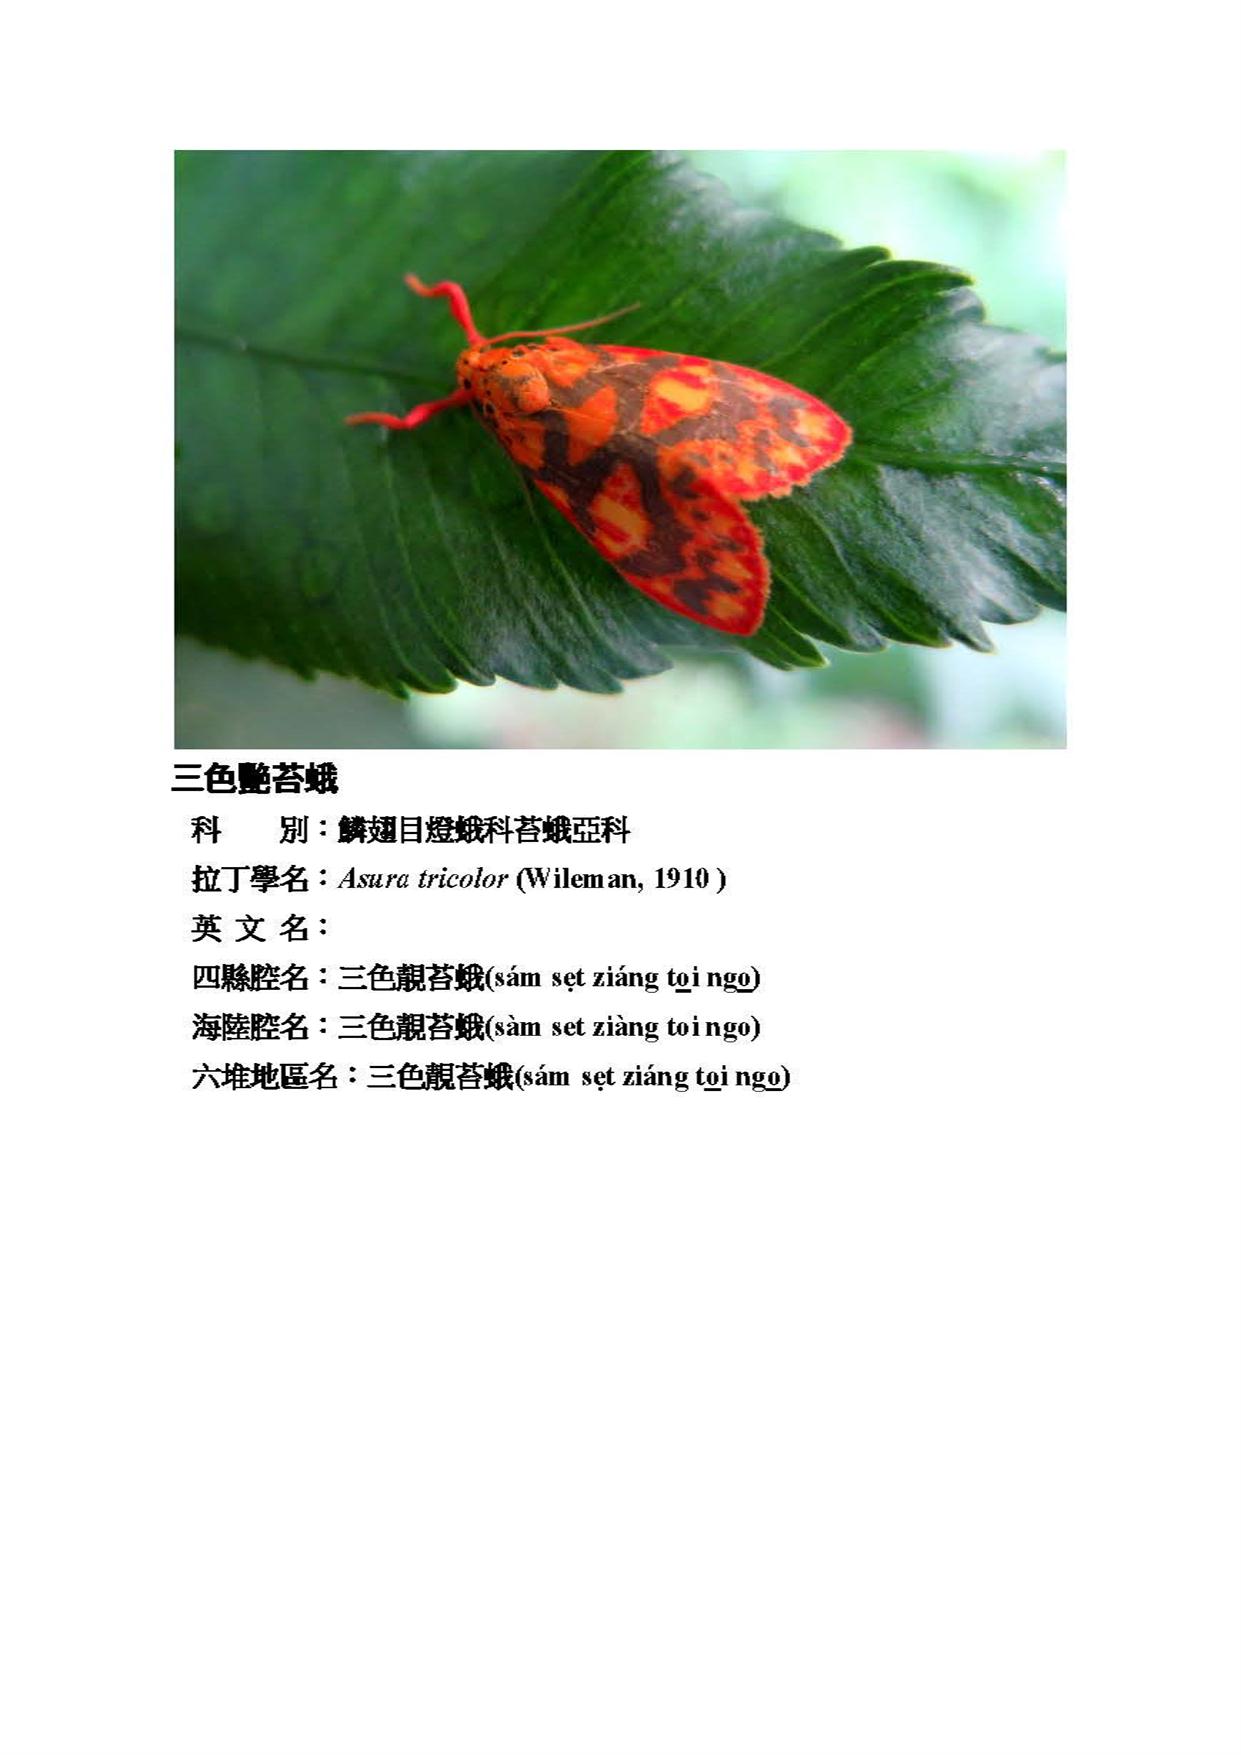 三色艷苔蛾
科　　別：鱗翅目燈蛾科苔蛾亞科
拉丁學名：Asura tricolor (Wileman, 1910 )
英 文 名：
四縣腔名：三色靚苔蛾(sám sẹt ziáng to̲i ngo̲)
海陸腔名：三色靚苔蛾(sàm set ziàng toi ngo)
六堆地區名：三色靚苔蛾(sám sẹt ziáng to̲i ngo̲)